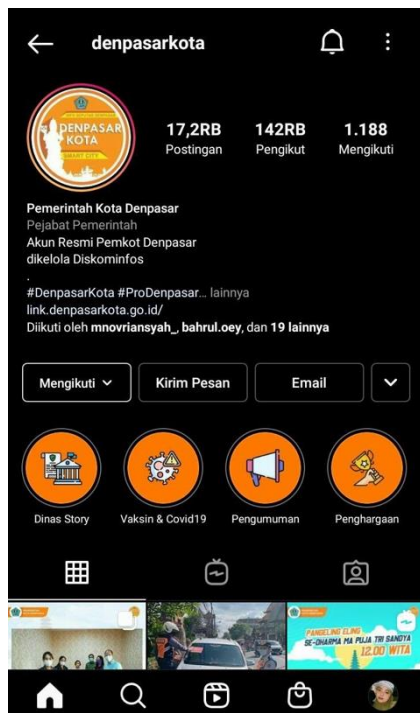 denpasarkota
DENPASAR
KOTA
SMART CITY
17,2RB 142RB 1.188
Postingan Pengikut Mengikuti
Pemerintah Kota Denpasar
Pejabat Pemerintah
Akun Resmi Pemkot Denpasar
dikelola Diskominfos
.
#DenpasarKota #ProDenpasar... lainnya
link.denpasarkota.go.id/
Diikuti oleh mnovriansyah_, bahrul.oey, dan 19 lainnya
Mengikuti Kirim Pesan Email
Dinas Story Vaksin & Covid19 Pengumuman Penghargaan
PANGELING ELING
SE-DHARMA MA PUJA TRI SANDYA
12.00 WITA